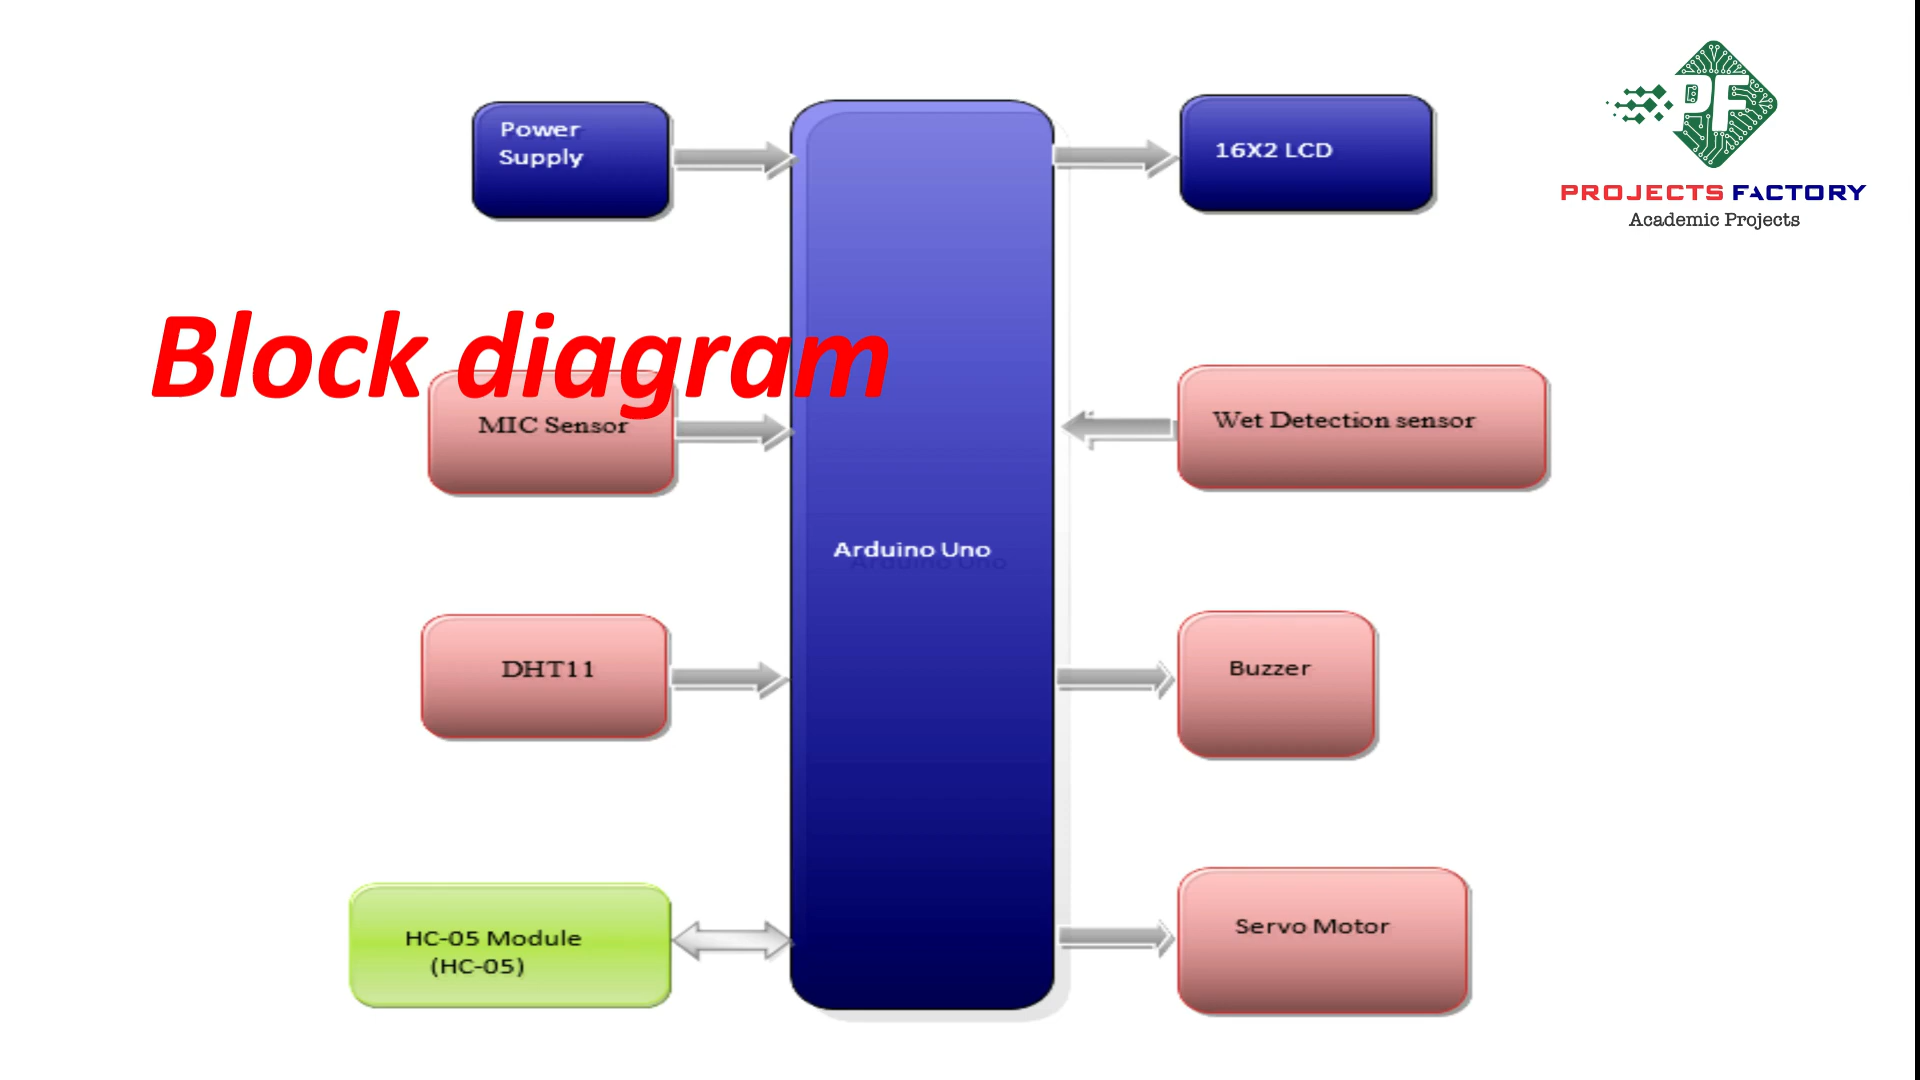 Power
Supply
16X2 LCD
PROJECTS FACTORY
Academic Projects
Block diagram
MIC Sensor
Wet Detection sensor
Arduino Uno
DHT11
Buzzer
HC-05 Module
(HC-05)
Servo Motor